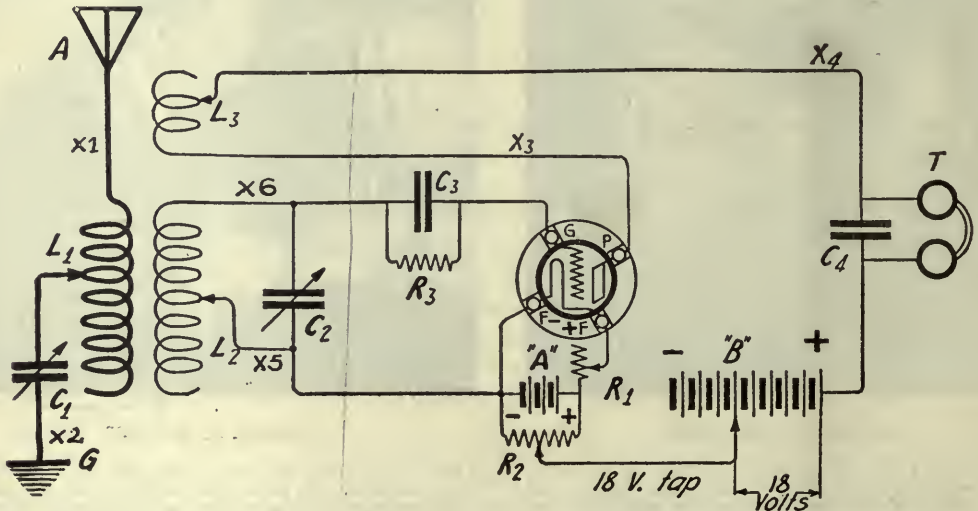 A
X4
L3
X1
X3
T
X6
C3
G P
L1
R3
C4
C2
F- +F
"A"
- "B" +
L2
X5
R1
C1
- +
X2
R2
G
18 V. tap
18
Volts